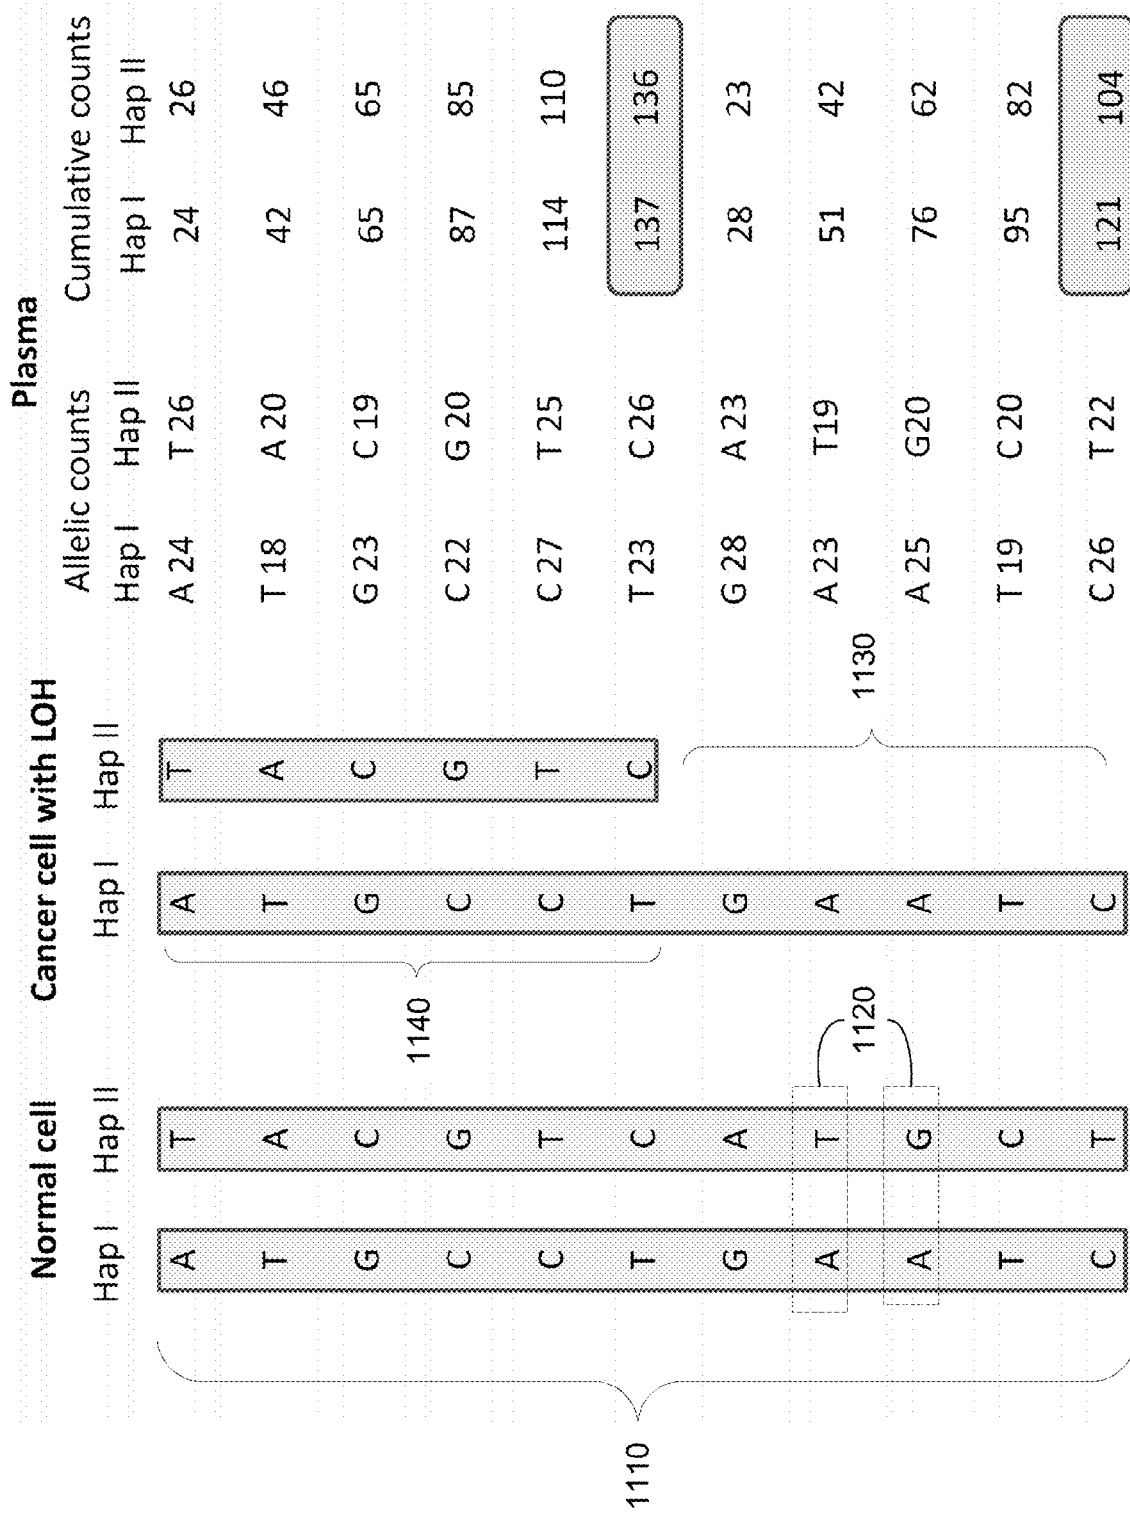 Normal cell Cancer cell with LOH Plasma
Allelic counts Cumulative counts
Hap I Hap II Hap I Hap II Hap I Hap II Hap I Hap II
A T A T A 24 T 26 24 26
T A T A T 18 A 20 42 46
G C G C G 23 C 19 65 65
1140
C G C G C 22 G 20 87 85
C T C T C 27 T 25 114 110
1110
T C T C T 23 C 26 137 136
G A G G 28 A 23 28 23
A T A A 23 T19 51 42
1120 1130
A G A A 25 G20 76 62
T C T T 19 C 20 95 82
C T C C 26 T 22 121 104